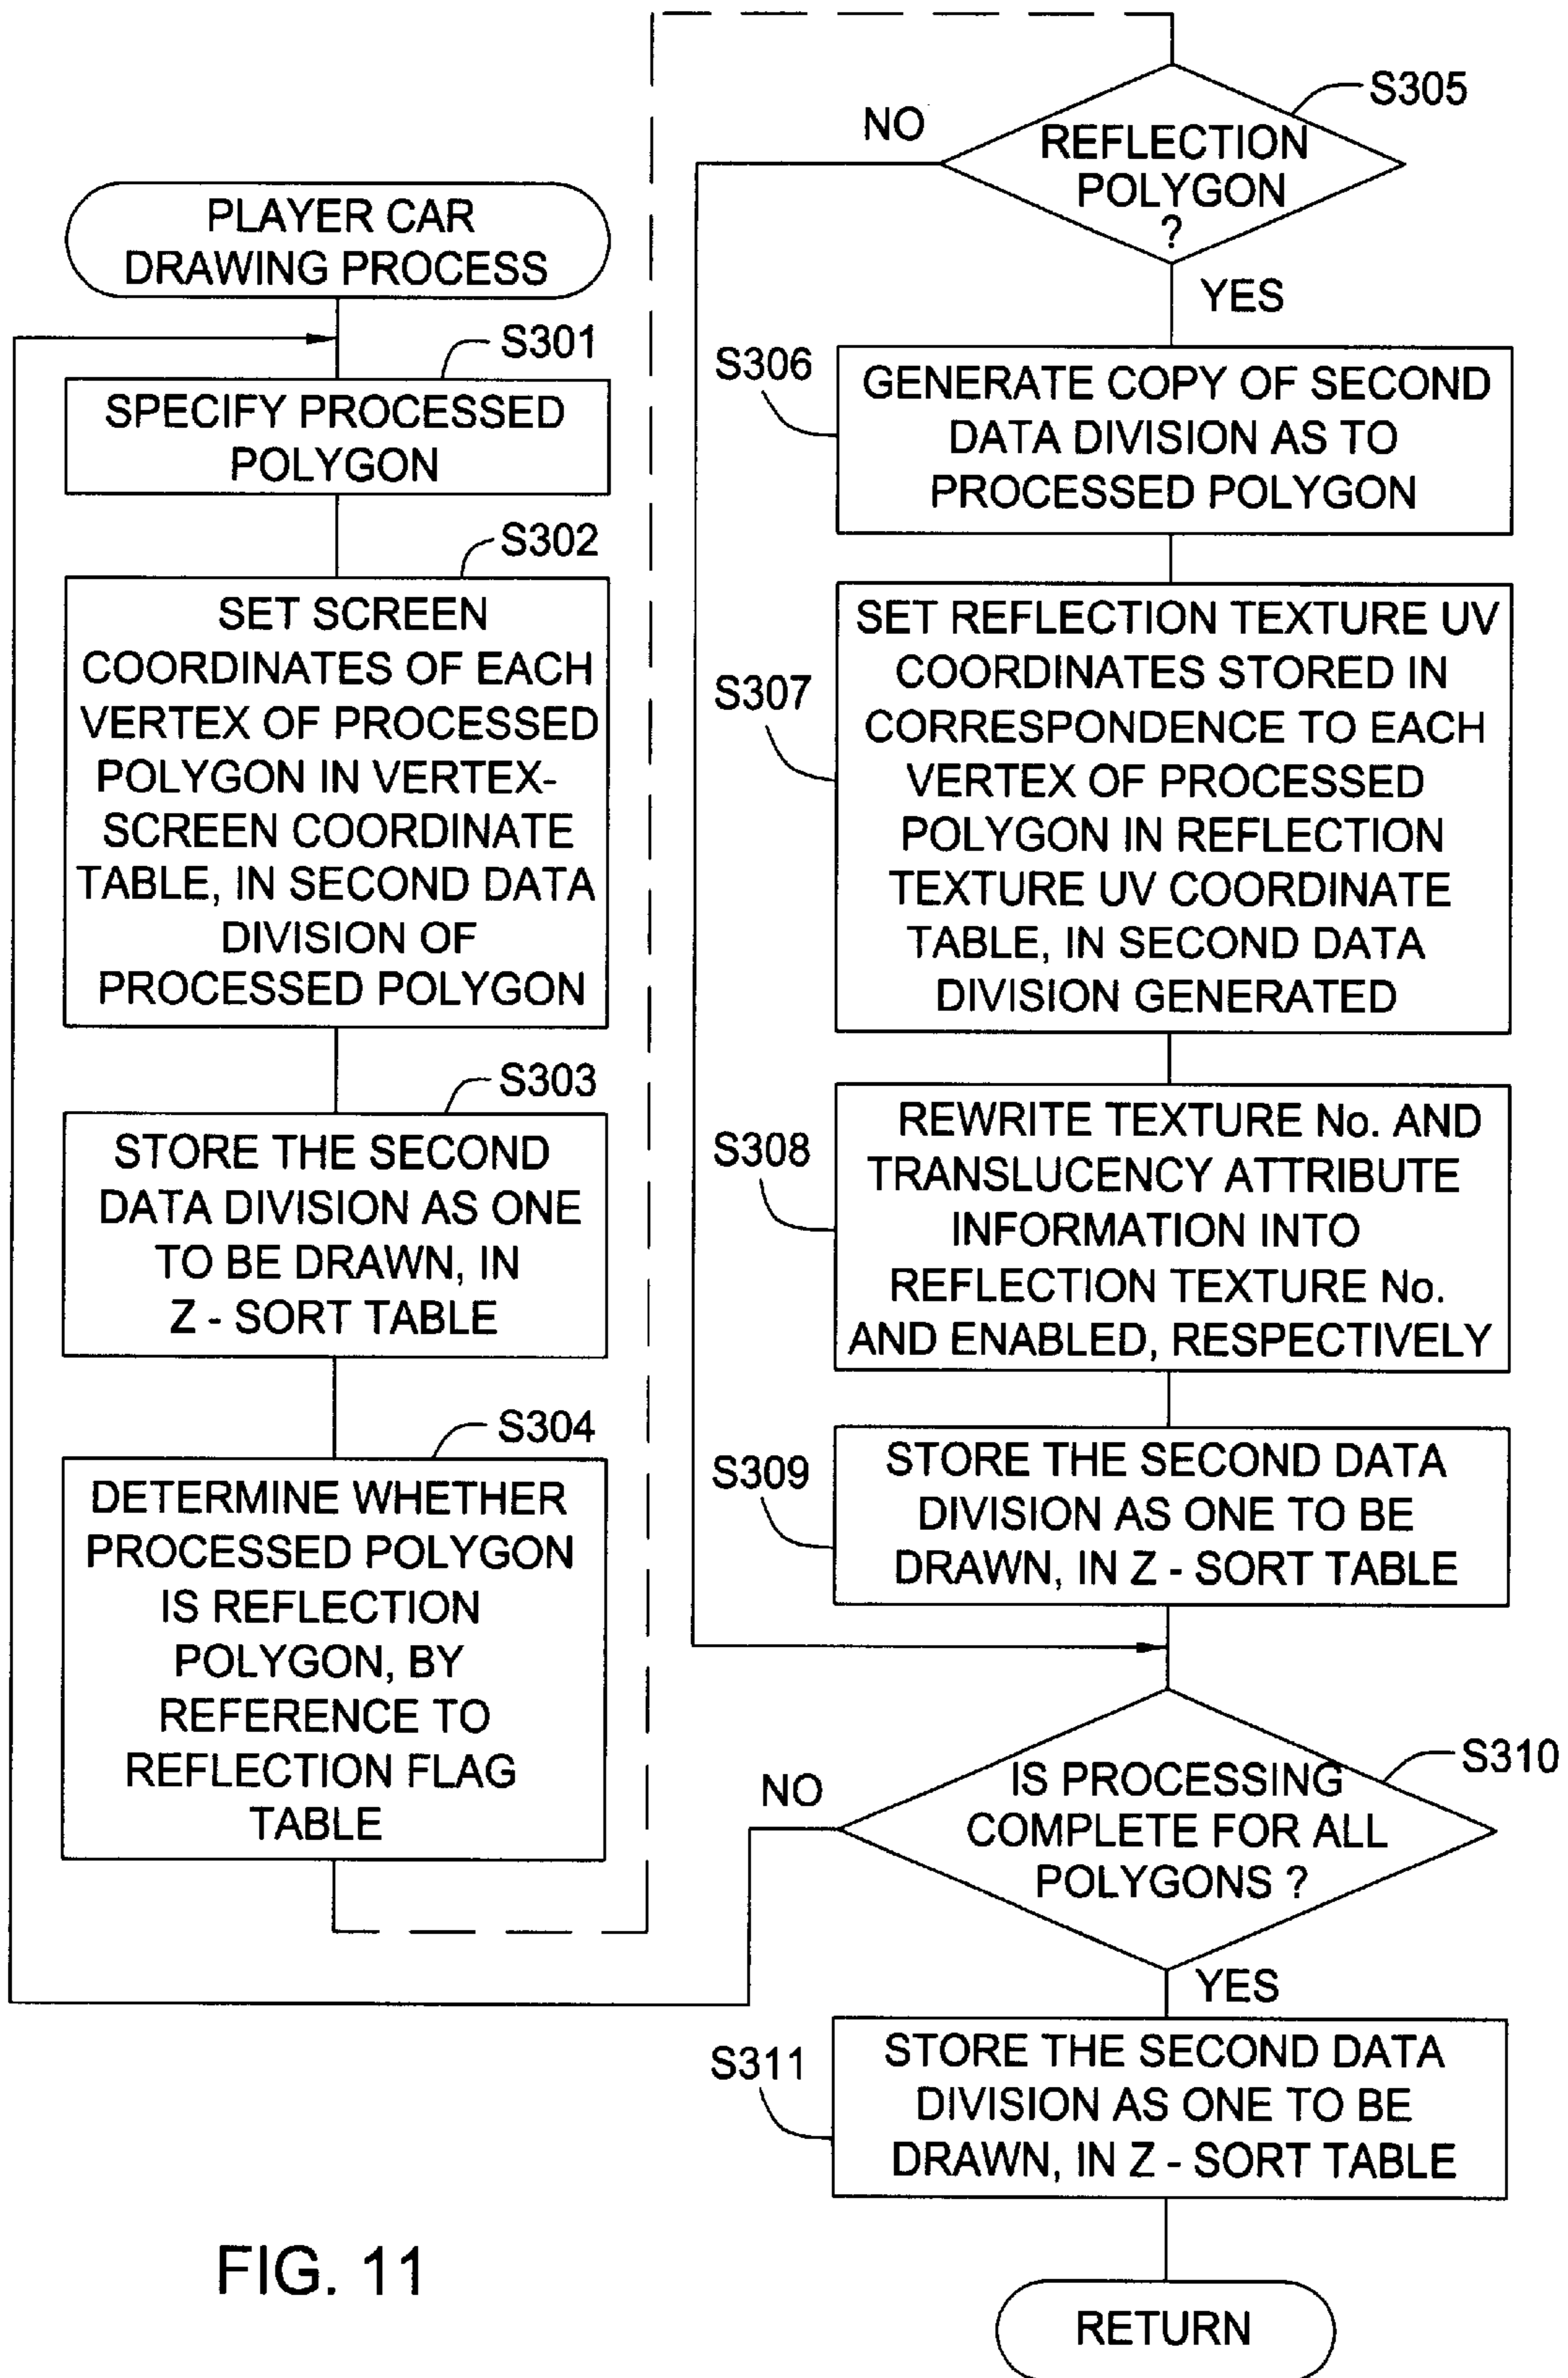 PLAYER CAR
DRAWING PROCESS
S301
SPECIFY PROCESSED
POLYGON
S302
SET SCREEN
COORDINATES OF EACH
VERTEX OF PROCESSED
POLYGON IN VERTEX-
SCREEN COORDINATE
TABLE, IN SECOND DATA
DIVISION OF
PROCESSED POLYGON
S303
STORE THE SECOND
DATA DIVISION AS ONE
TO BE DRAWN, IN
Z - SORT TABLE
S304
DETERMINE WHETHER
PROCESSED POLYGON
IS REFLECTION
POLYGON, BY
REFERENCE TO
REFLECTION FLAG
TABLE
S305
NO
REFLECTION
POLYGON
?
YES
S306
GENERATE COPY OF SECOND
DATA DIVISION AS TO
PROCESSED POLYGON
S307
SET REFLECTION TEXTURE UV
COORDINATES STORED IN
CORRESPONDENCE TO EACH
VERTEX OF PROCESSED
POLYGON IN REFLECTION
TEXTURE UV COORDINATE
TABLE, IN SECOND DATA
DIVISION GENERATED
S308
REWRITE TEXTURE No. AND
TRANSLUCENCY ATTRIBUTE
INFORMATION INTO
REFLECTION TEXTURE No.
AND ENABLED, RESPECTIVELY
S309
STORE THE SECOND DATA
DIVISION AS ONE TO BE
DRAWN, IN Z - SORT TABLE
S310
NO
IS PROCESSING
COMPLETE FOR ALL
POLYGONS ?
YES
S311
STORE THE SECOND DATA
DIVISION AS ONE TO BE
DRAWN, IN Z - SORT TABLE
RETURN
FIG. 11